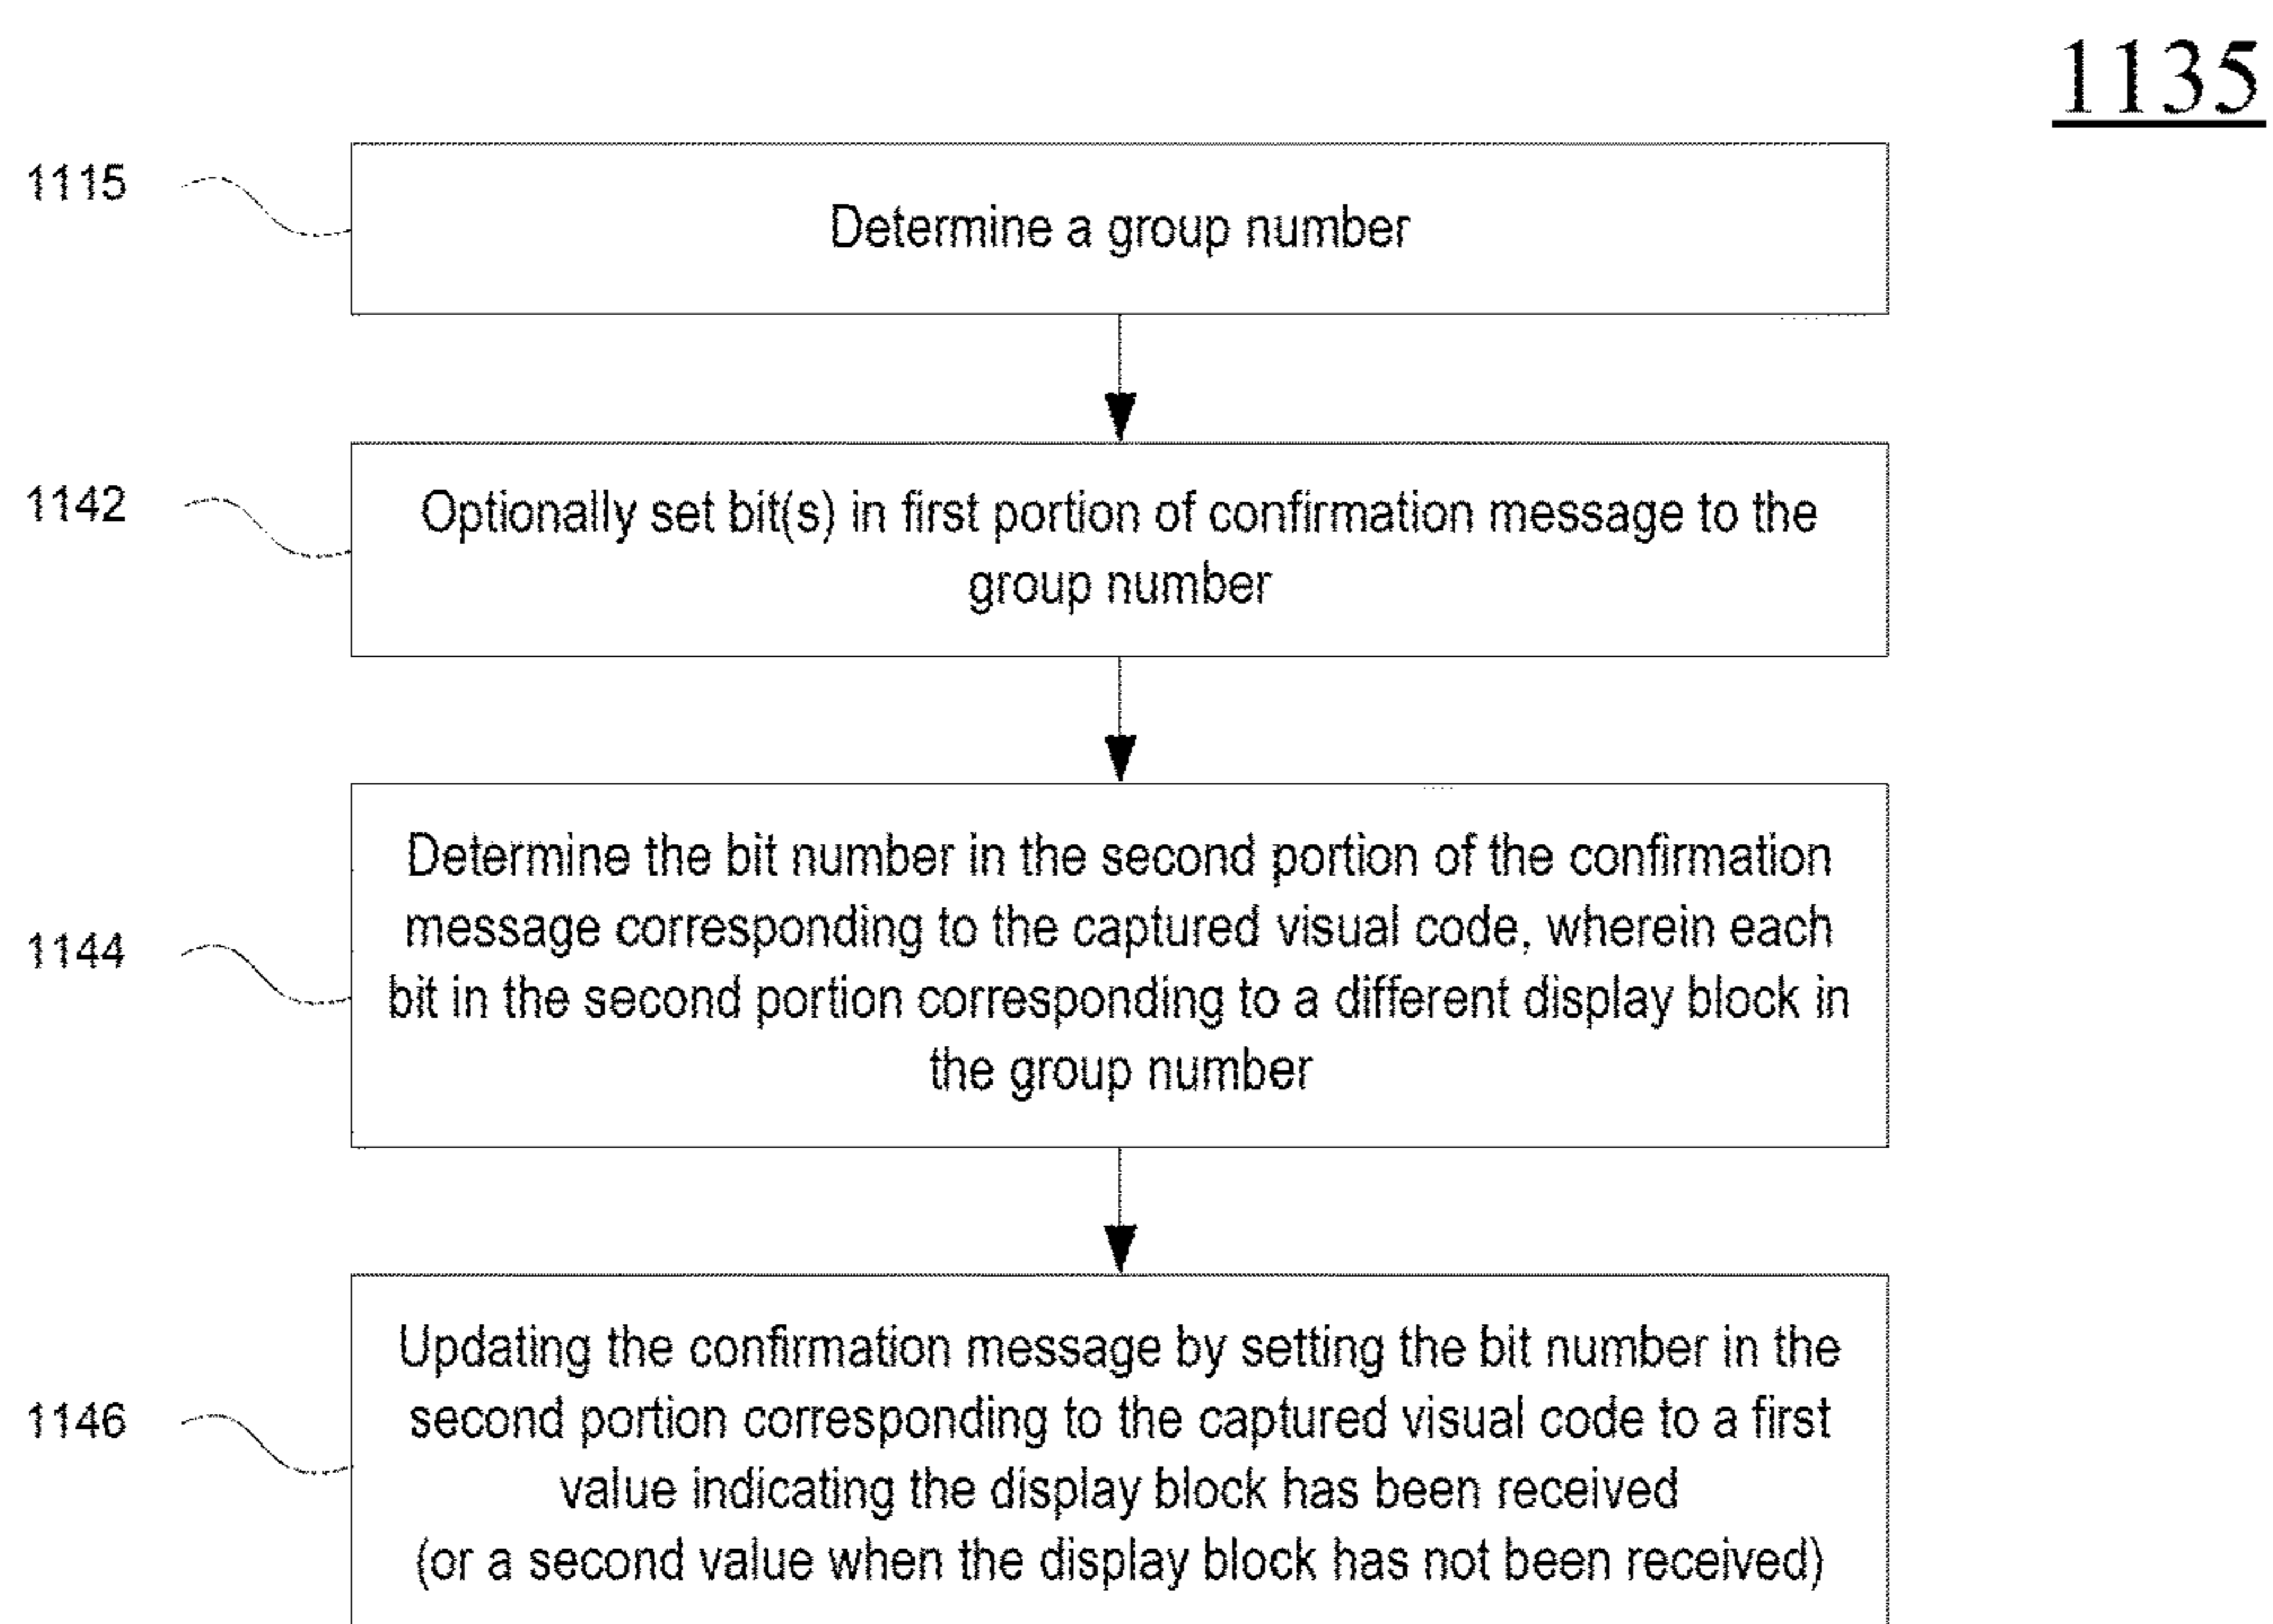 1135
1115
Determine a group number
1142
Optionally set bit(s) in first portion of confirmation message to the
group number
1144
Determine the bit number in the second portion of the confirmation
message corresponding to the captured visual code, wherein each
bit in the second portion corresponding to a different display block in
the group number
1146
Updating the confirmation message by setting the bit number in the
second portion corresponding to the captured visual code to a first
value indicating the display block has been received
(or a second value when the display block has not been received)